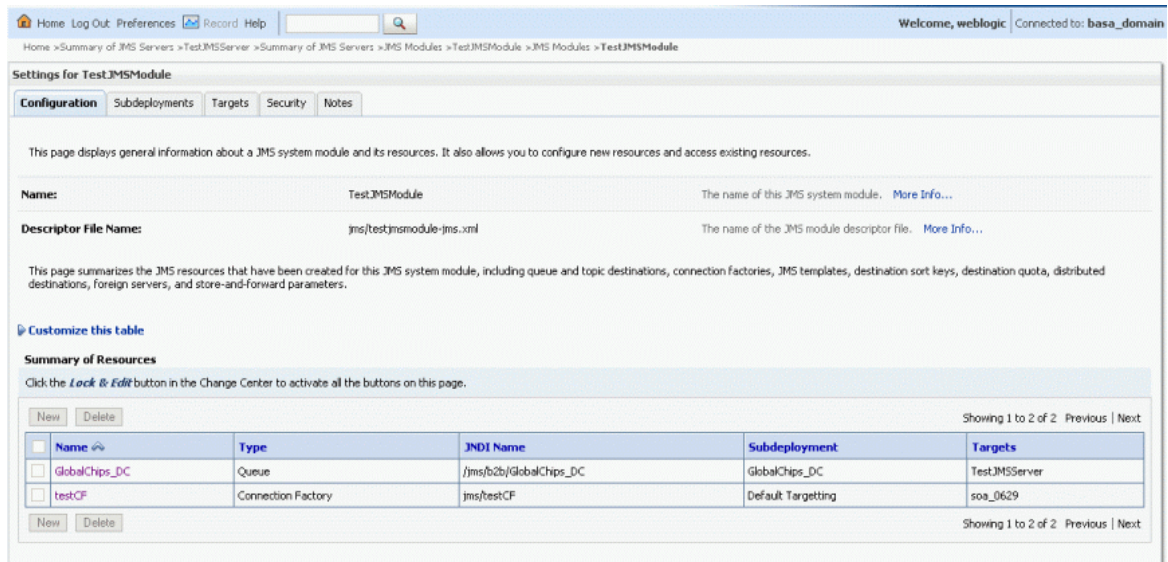 Home Log Out Preferences Record Help
Welcome, weblogic Connected to: basa_domain
Home >Summary of JMS Servers >TestJMSServer >Summary of JMS Servers >JMS Modules >TestJMSModule >JMS Modules >TestJMSModule
Settings for TestJMSModule
Configuration Subdeployments Targets Security Notes
This page displays general information about a JMS system module and its resources. It also allows you to configure new resources and access existing resources.
Name: TestJMSModule The name of this JMS system module. More Info...
Descriptor File Name: jms/testjmsmodule-jms.xml The name of the JMS module descriptor file. More Info...
This page summarizes the JMS resources that have been created for this JMS system module, including queue and topic destinations, connection factories, JMS templates, destination sort keys, destination quota, distributed
destinations, foreign servers, and store-and-forward parameters.
Customize this table
Summary of Resources
Click the Lock & Edit button in the Change Center to activate all the buttons on this page.
New Delete Showing 1 to 2 of 2 Previous | Next
Name Type JNDI Name Subdeployment Targets
GlobalChips_DC Queue /jms/b2b/GlobalChips_DC GlobalChips_DC TestJMSServer
testCF Connection Factory jms/testCF Default Targetting soa_0629
New Delete Showing 1 to 2 of 2 Previous | Next